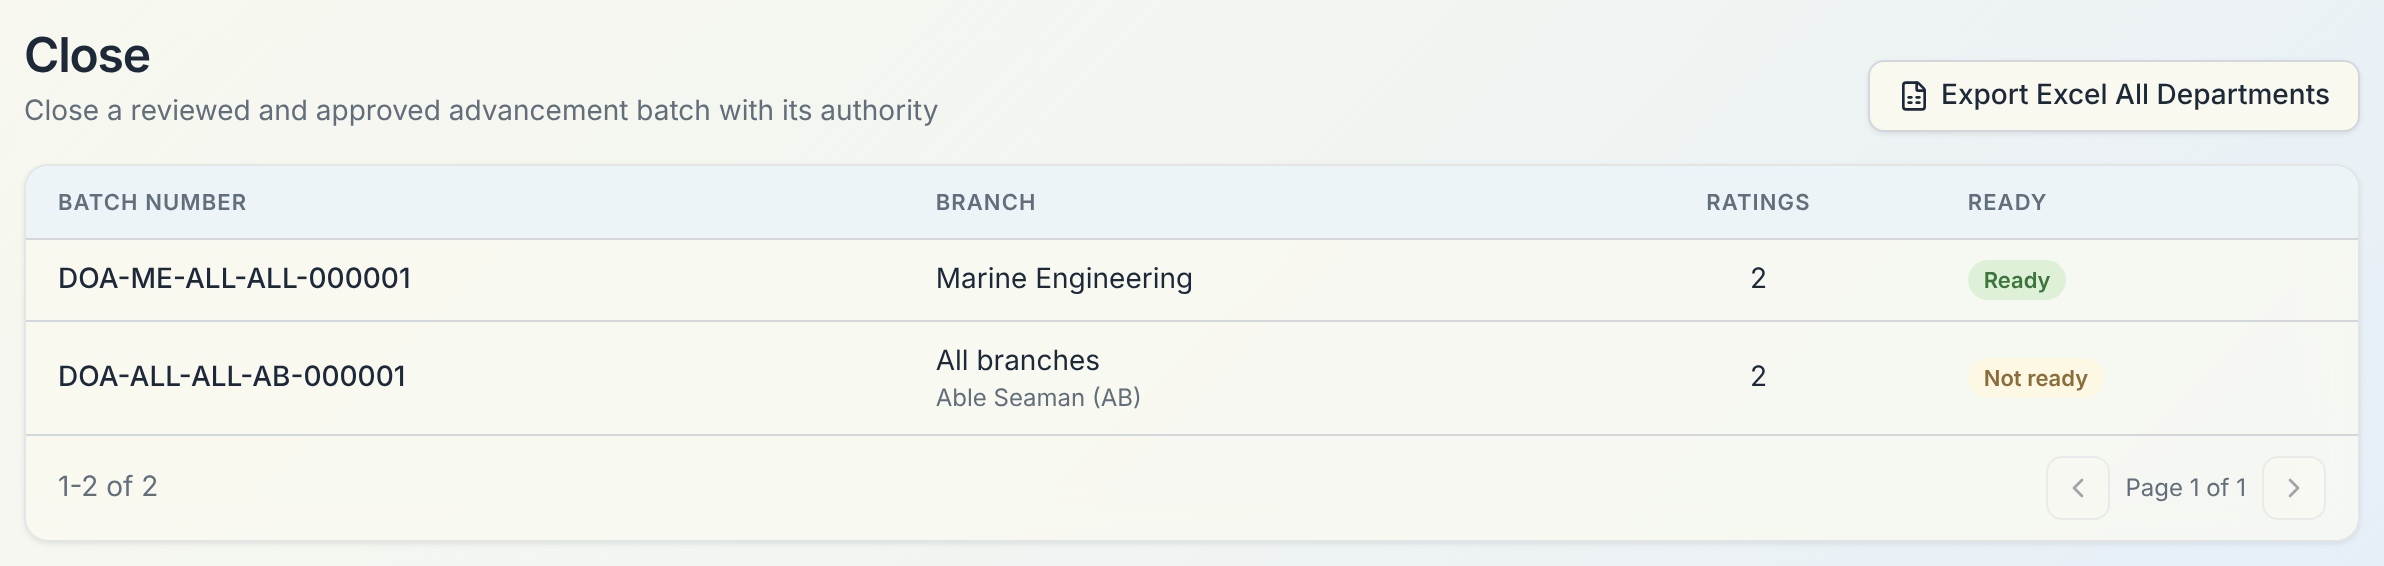 Close
Close a reviewed and approved advancement batch with its authority
Export Excel All Departments
BATCH NUMBER BRANCH RATINGS READY
DOA-ME-ALL-ALL-000001 Marine Engineering 2 Ready
DOA-ALL-ALL-AB-000001 All branches 2 Not ready
Able Seaman (AB)
1-2 of 2 Page 1 of 1